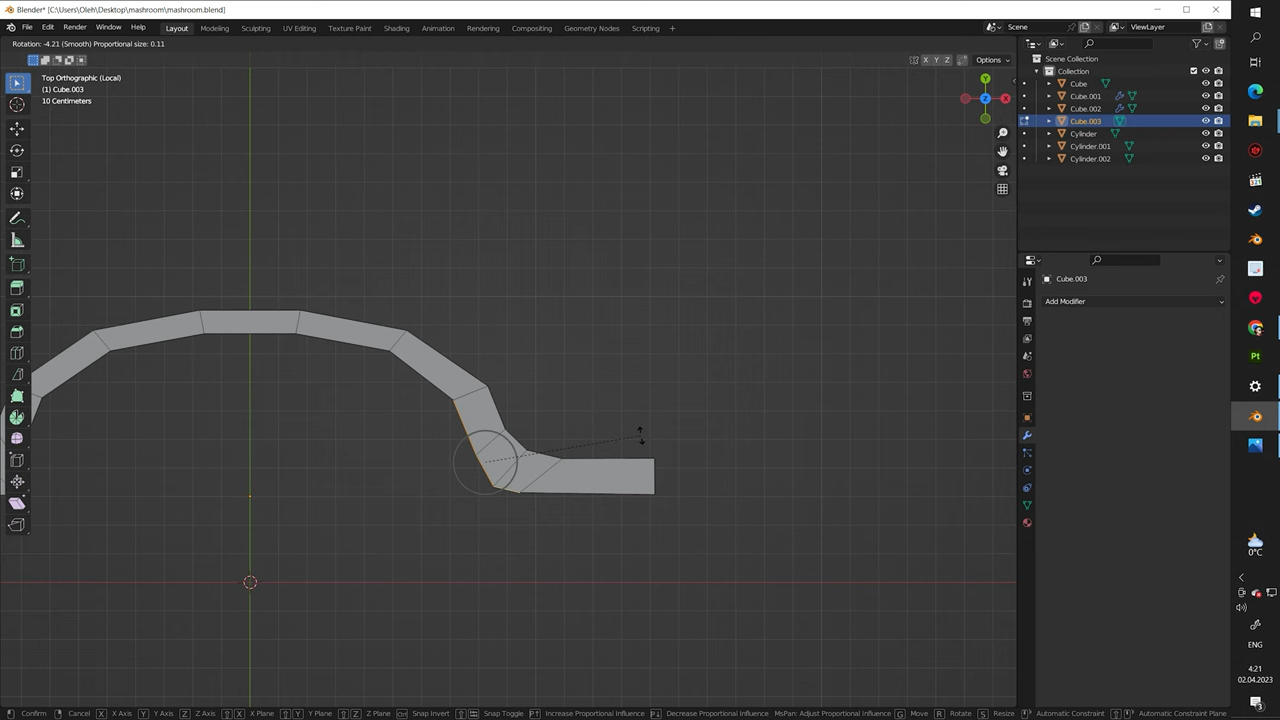 Blender* [C:\Users\Oleh\Desktop\mashroom\mashroom.blend]
File Edit Render Window Help Layout Modeling Sculpting UV Editing Texture Paint Shading Animation Rendering Compositing Geometry Nodes Scripting + Scene ViewLayer
Rotation: -4.21 (Smooth) Proportional size: 0.11
X Y Z Options
Top Orthographic (Local)
(1) Cube.003
10 Centimeters
Y
Z X
Scene Collection
Collection
Cube
Cube.001
Cube.002
Cube.003
Cylinder
Cylinder.001
Cylinder.002
Cube.003
Add Modifier
Pt
0°C
ENG
4:21
02.04.2023
Confirm Cancel X X Axis Y Y Axis Z Z Axis X X Plane Y Y Plane Z Z Plane Snap Invert Snap Toggle Increase Proportional Influence Decrease Proportional Influence MsPan: Adjust Proportional Influence G Move R Rotate S Resize Automatic Constraint Automatic Constraint Plane